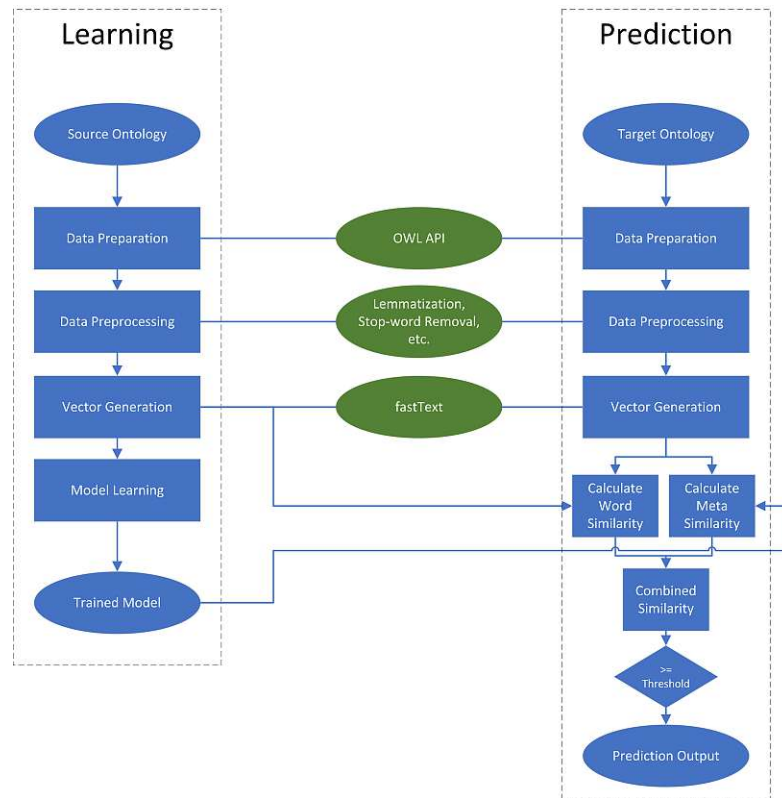 Learning
Source Ontology
Data Preparation
Data Preprocessing
Vector Generation
Model Learning
Trained Model
OWL API
Lemmatization,
Stop-word Removal,
etc.
fastText
Prediction
Target Ontology
Data Preparation
Data Preprocessing
Vector Generation
Calculate
Word
Similarity
Calculate
Meta
Similarity
Combined
Similarity
>=
Threshold
Prediction Output